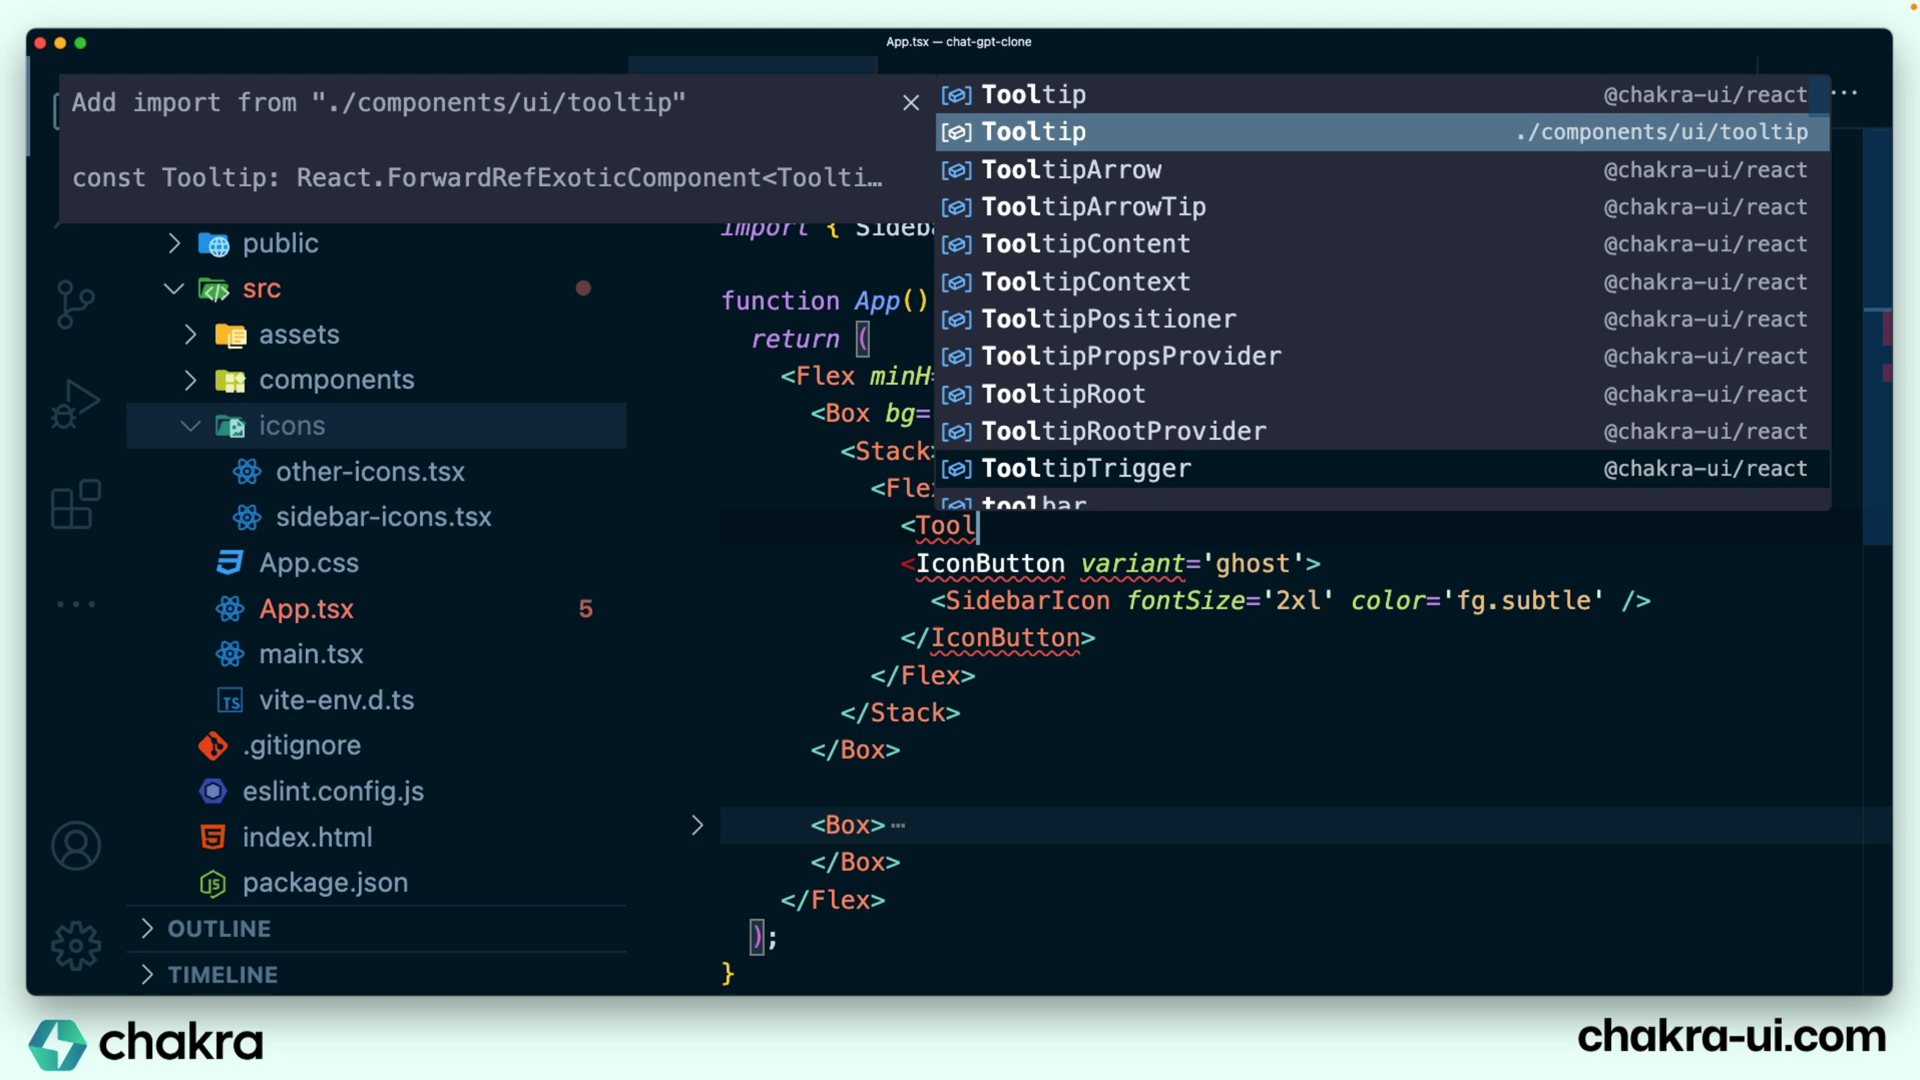 App.tsx — chat-gpt-clone
Add import from "./components/ui/tooltip"
const Tooltip: React.ForwardRefExoticComponent<Toolti…
Tooltip @chakra-ui/react
Tooltip ./components/ui/tooltip
TooltipArrow @chakra-ui/react
TooltipArrowTip @chakra-ui/react
TooltipContent @chakra-ui/react
TooltipContext @chakra-ui/react
TooltipPositioner @chakra-ui/react
TooltipPropsProvider @chakra-ui/react
TooltipRoot @chakra-ui/react
TooltipRootProvider @chakra-ui/react
TooltipTrigger @chakra-ui/react
toolbar
public
src
assets
components
icons
other-icons.tsx
sidebar-icons.tsx
App.css
App.tsx 5
main.tsx
vite-env.d.ts
.gitignore
eslint.config.js
index.html
package.json
OUTLINE
TIMELINE
import { Sideba
function App()
return (
<Flex minH=
<Box bg=
<Stack>
<Flex
<Tool
<IconButton variant='ghost'>
<SidebarIcon fontSize='2xl' color='fg.subtle' />
</IconButton>
</Flex>
</Stack>
</Box>
<Box>…
</Box>
</Flex>
);
}
chakra
chakra-ui.com